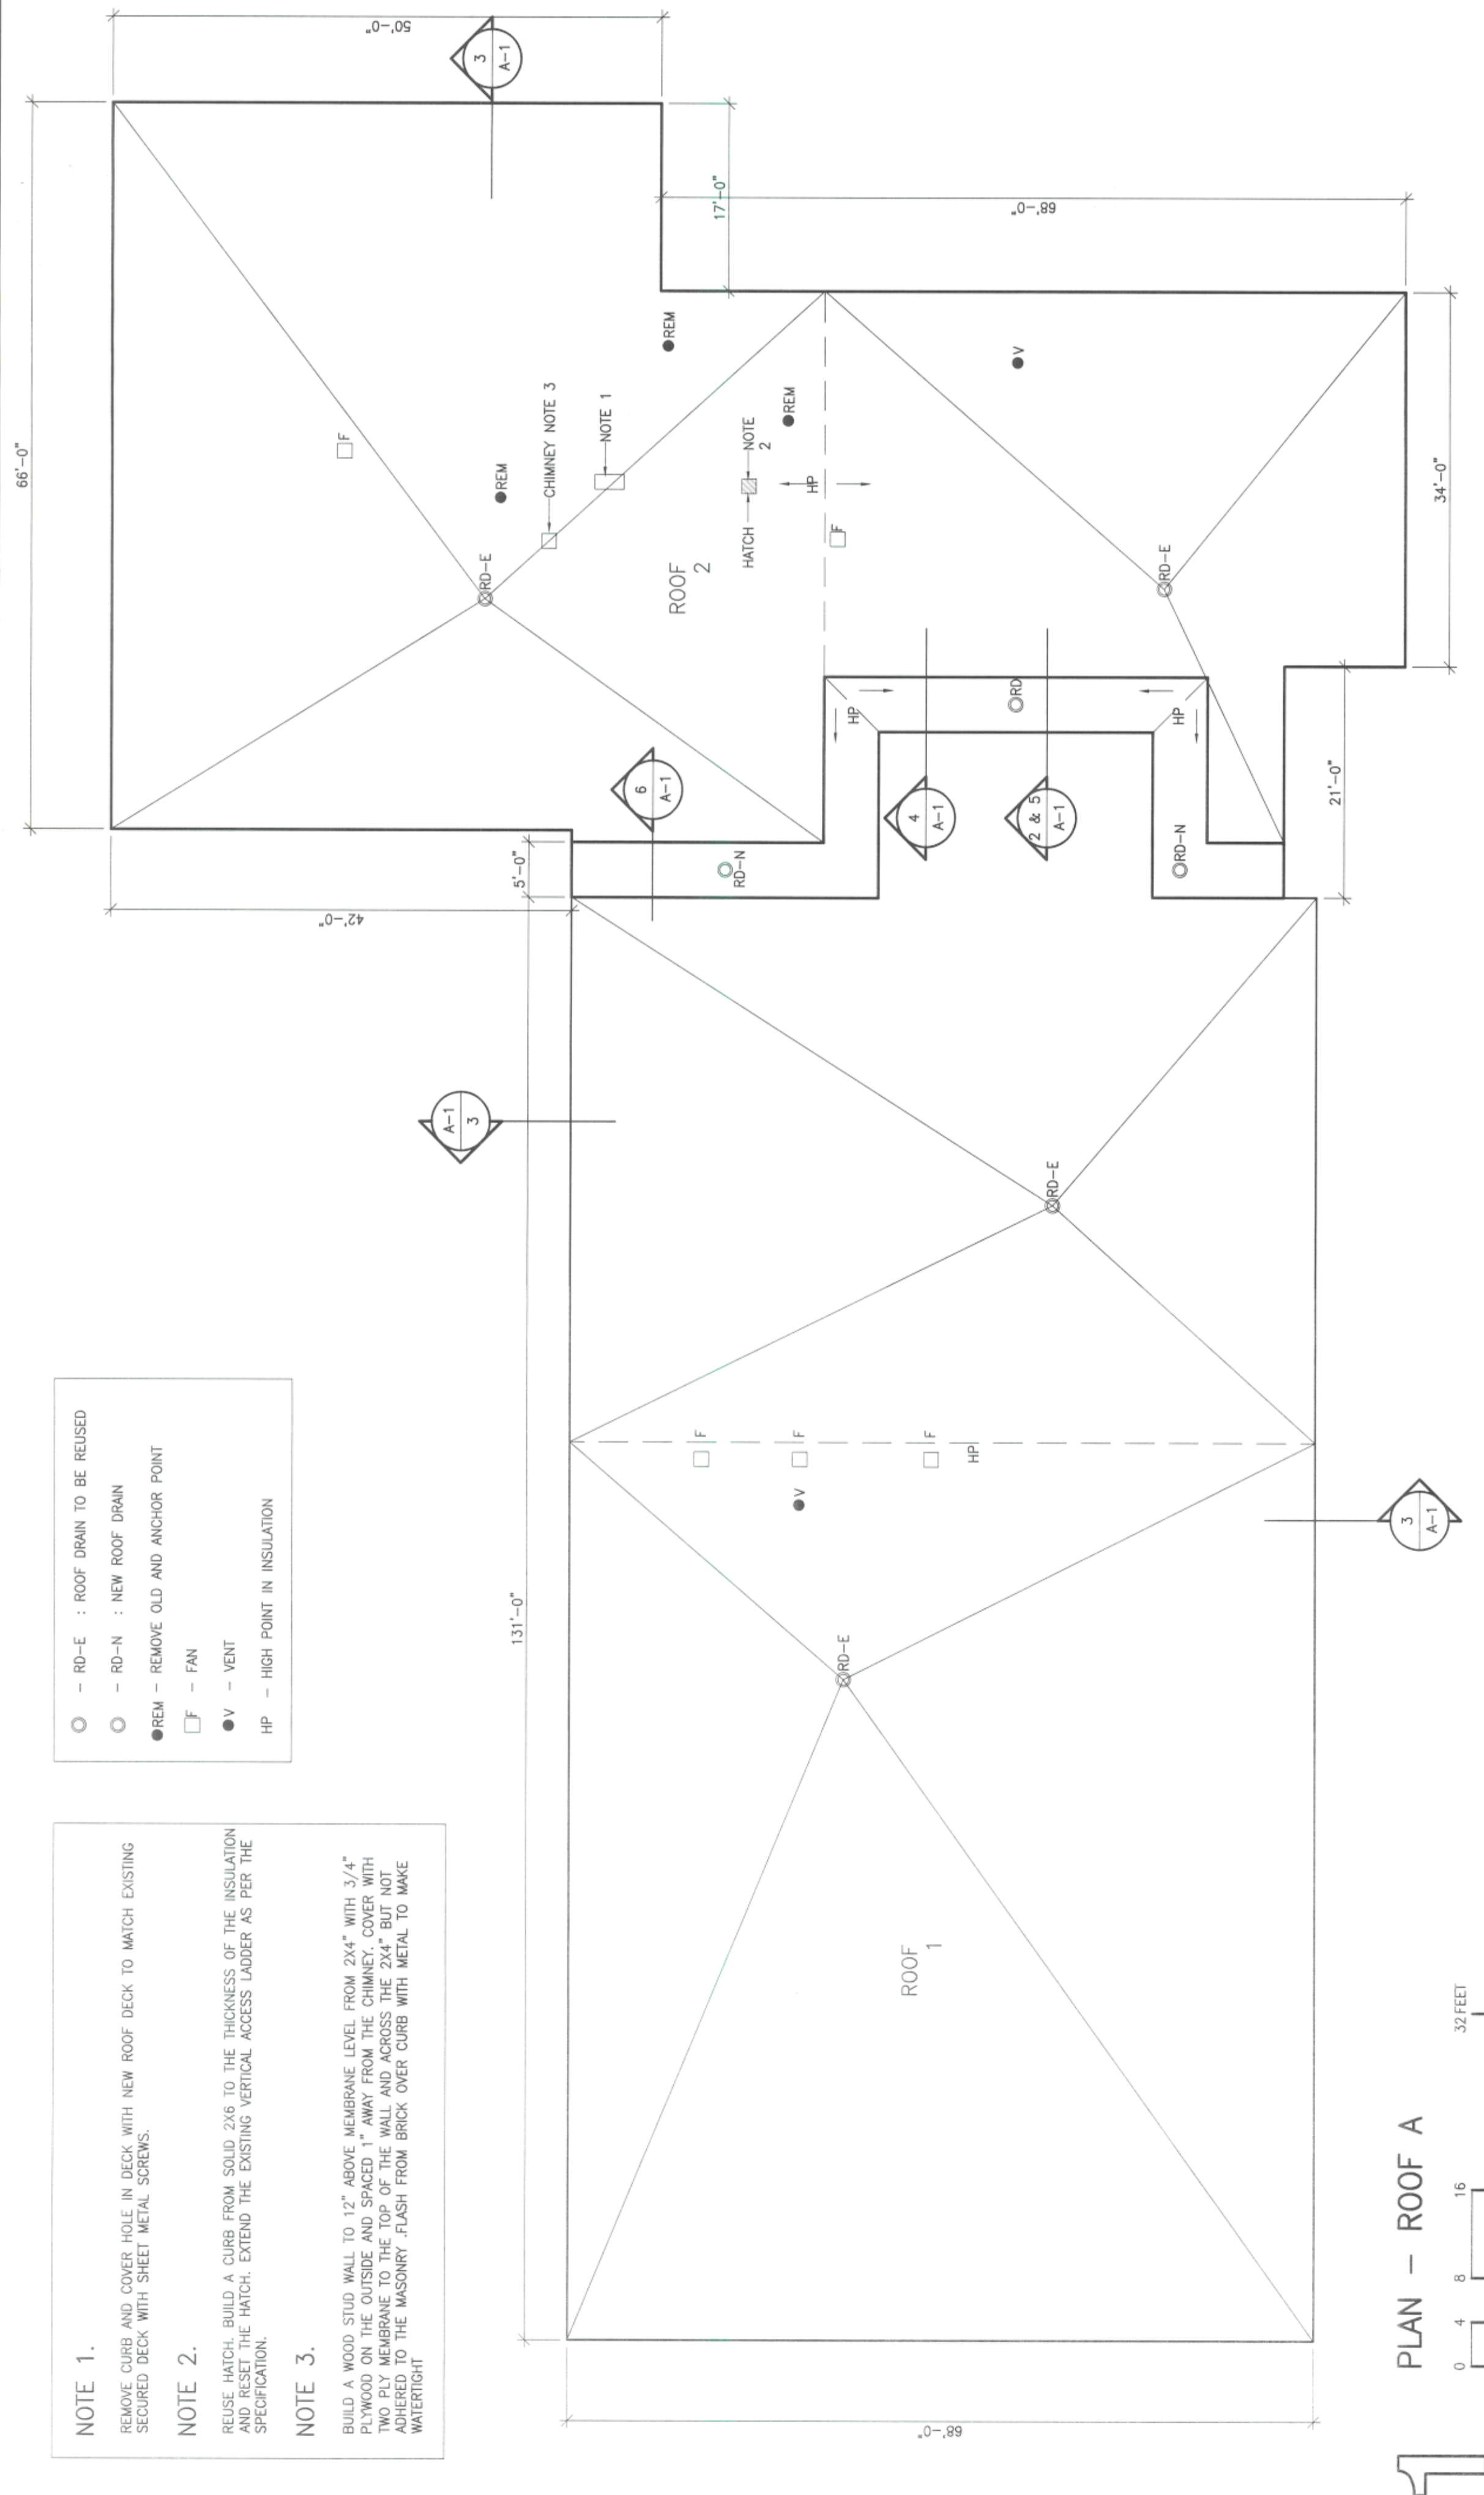 NOTE 1.
REMOVE CURB AND COVER HOLE IN DECK WITH NEW ROOF DECK TO MATCH EXISTING
SECURED DECK WITH SHEET METAL SCREWS.
NOTE 2.
REUSE HATCH. BUILD A CURB FROM SOLID 2X6 TO THE THICKNESS OF THE INSULATION
AND RESET THE HATCH. EXTEND THE EXISTING VERTICAL ACCESS LADDER AS PER THE
SPECIFICATION.
NOTE 3.
BUILD A WOOD STUD WALL TO 12" ABOVE MEMBRANE LEVEL FROM 2X4" WITH 3/4"
PLYWOOD ON THE OUTSIDE AND SPACED 1" AWAY FROM THE CHIMNEY. COVER WITH
TWO PLY MEMBRANE TO THE TOP OF THE WALL AND ACROSS THE 2X4" BUT NOT
ADHERED TO THE MASONRY .FLASH FROM BRICK OVER CURB WITH METAL TO MAKE
WATERTIGHT
- RD-E : ROOF DRAIN TO BE REUSED
- RD-N : NEW ROOF DRAIN
REM - REMOVE OLD AND ANCHOR POINT
F - FAN
V - VENT
HP - HIGH POINT IN INSULATION
66'-0"
50'-0"
3
A-1
F
REM
CHIMNEY NOTE 3
RD-E
NOTE 1
REM
17'-0"
ROOF
2
HATCH
NOTE
2
REM
HP
F
68'-0"
V
RD-E
34'-0"
6
A-1
HP
RD
HP
4
A-1
2 & 5
A-1
21'-0"
RD-N
RD-N
5'-0"
42'-0"
A-1
3
131'-0"
RD-E
F
F
F
HP
V
3
A-1
RD-E
ROOF
1
68'-0"
PLAN - ROOF A
0
4
8
16
32 FEET